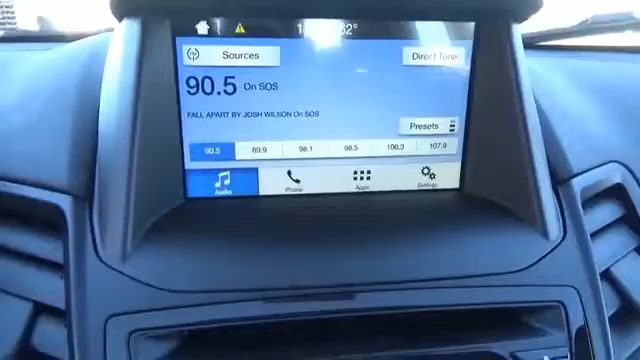 Sources
Direct Tune
90.5 On SOS
FALL APART BY JOSH WILSON On SOS
Presets
90.5 89.9 98.1 98.5 106.3 107.9
Audio Phone Apps Settings